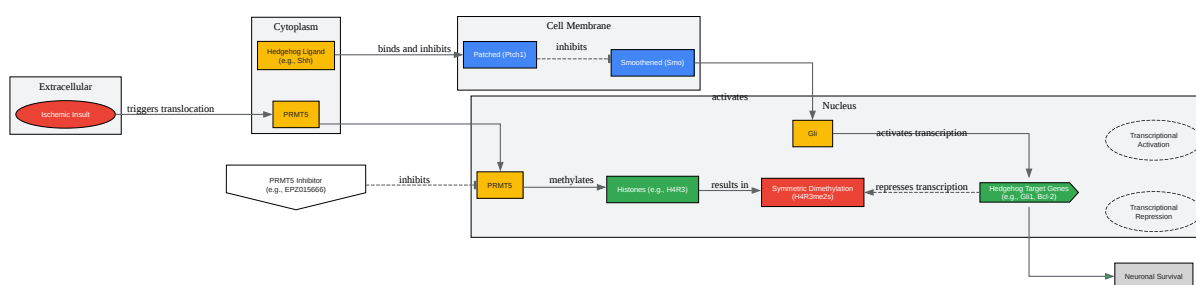 Cytoplasm
Cell Membrane
Hedgehog Ligand
(e.g., Shh)
binds and inhibits
Patched (Ptch1)
inhibits
Smoothened (Smo)
Extracellular
Ischemic Insult
triggers translocation
PRMT5
activates
Nucleus
Gli
activates transcription
Transcriptional
Activation
PRMT5 Inhibitor
(e.g., EPZ015666)
inhibits
PRMT5
methylates
Histones (e.g., H4R3)
results in
Symmetric Dimethylation
(H4R3me2s)
represses transcription
Hedgehog Target Genes
(e.g., Gli1, Bcl-2)
Transcriptional
Repression
Neuronal Survival